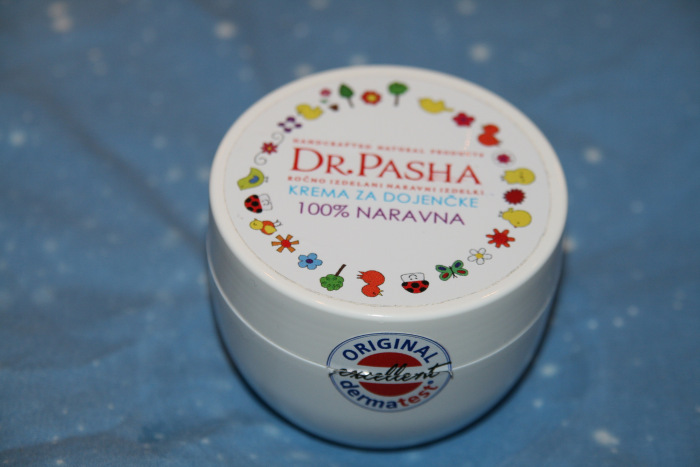 HANDCRAFTED NATURAL PRODUCTS
DR.PASHA
ROČNO IZDELANI NARAVNI IZDELKI
KREMA ZA DOJENČKE
100% NARAVNA
ORIGINAL
excellent
dermatest®